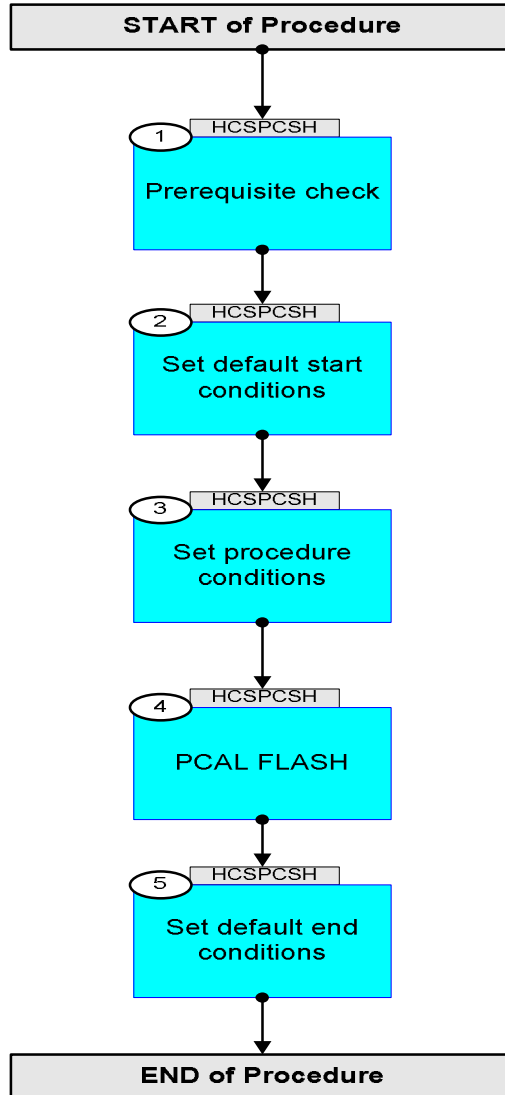 START of Procedure
HCSPCSH
1
Prerequisite check
HCSPCSH
2
Set default start
conditions
HCSPCSH
3
Set procedure
conditions
HCSPCSH
4
PCAL FLASH
HCSPCSH
5
Set default end
conditions
END of Procedure